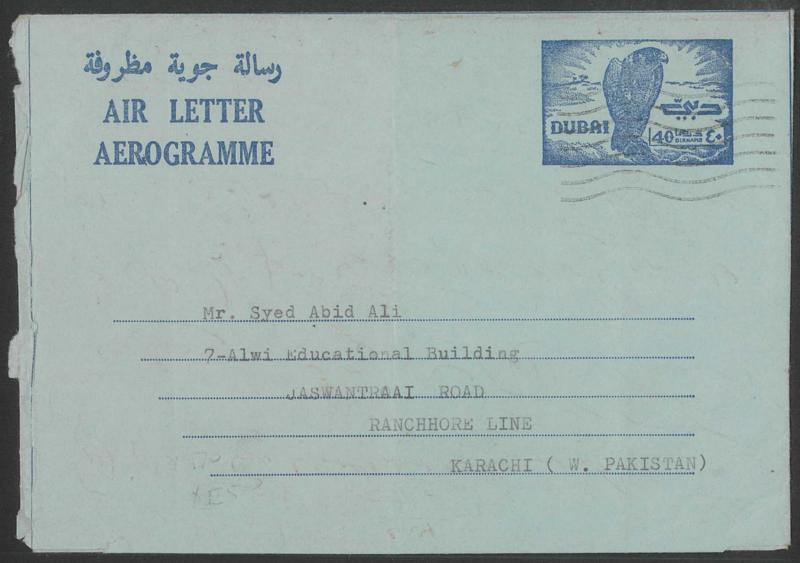 رسالة جوية مظروفة
AIR LETTER
AEROGRAMME
دبي
DUBAI
40 DIRHAMS ٤٠
Mr. Syed Abid Ali
7-Alwi Educational Building
JASWANTRAAI ROAD
RANCHHORE LINE
KARACHI ( W. PAKISTAN)